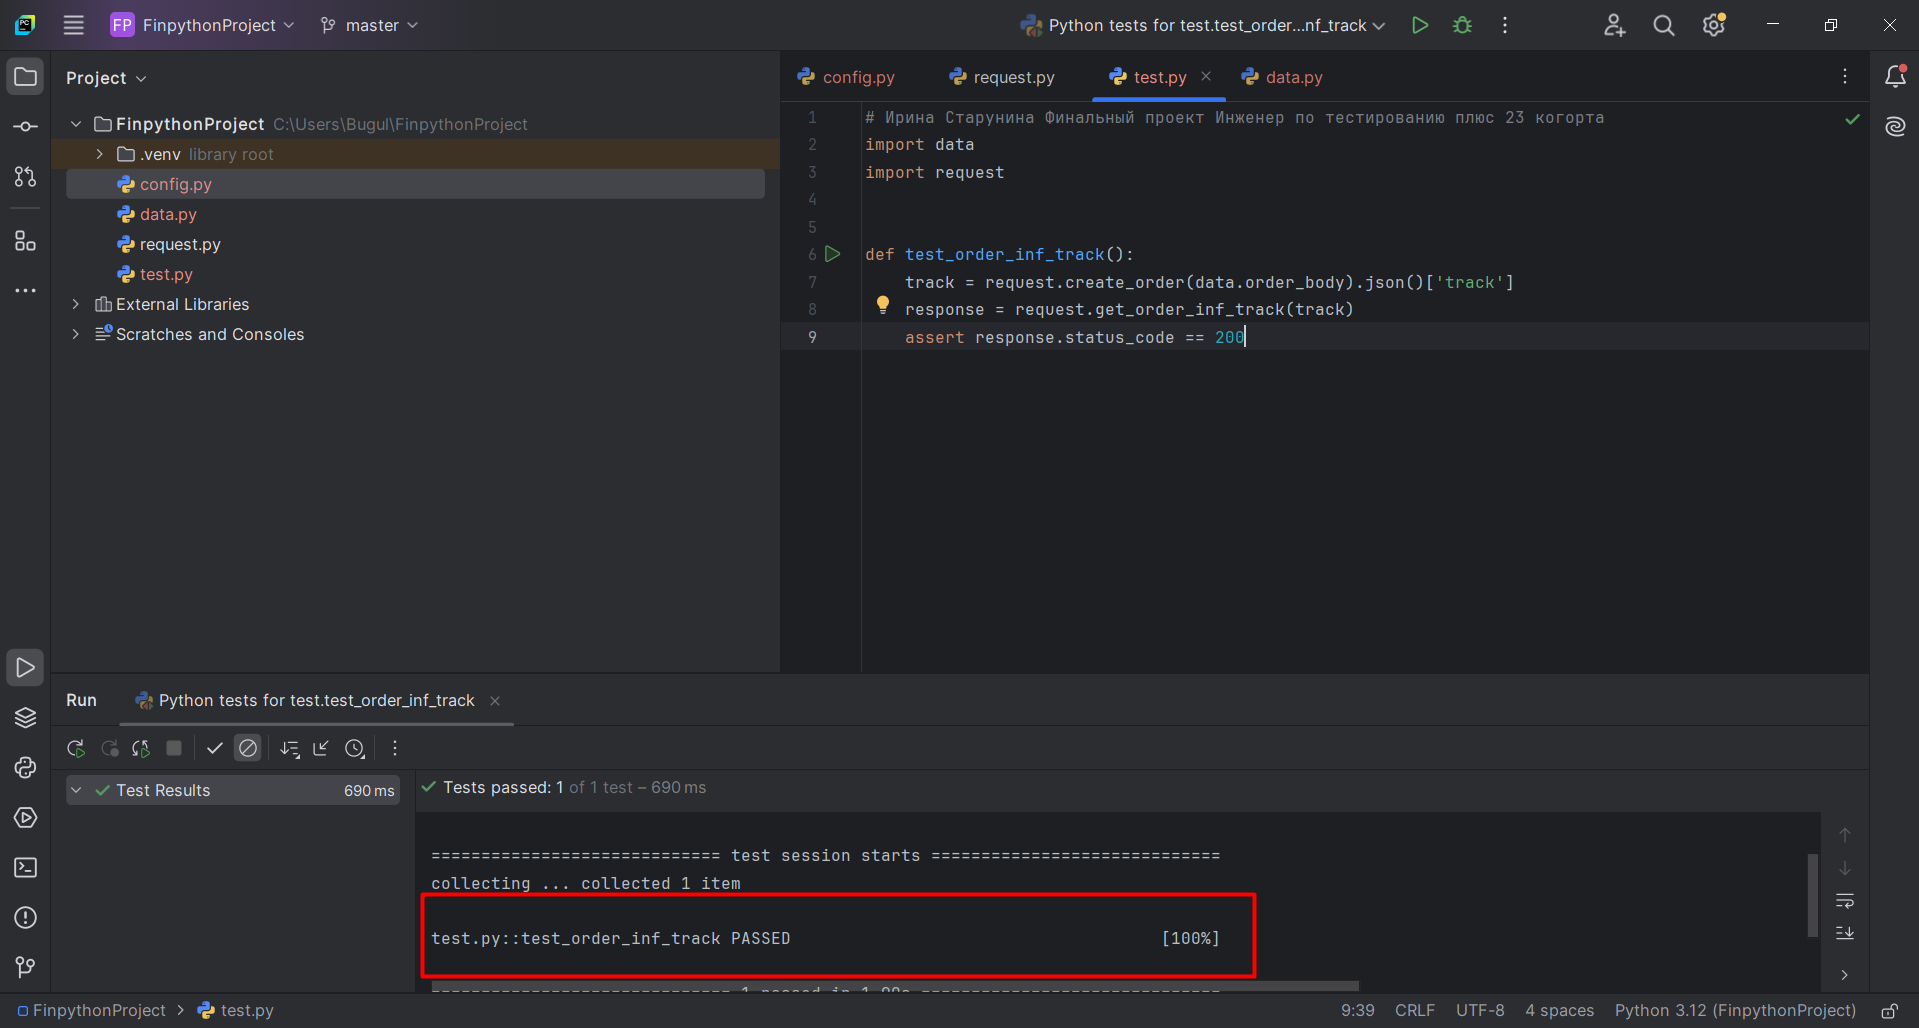 FP FinpythonProject master Python tests for test.test_order...nf_track
Project
config.py request.py test.py data.py
FinpythonProject C:\Users\Bugul\FinpythonProject
.venv library root
config.py
data.py
request.py
test.py
External Libraries
Scratches and Consoles
1 # Ирина Старунина Финальный проект Инженер по тестированию плюс 23 когорта
2 import data
3 import request
4
5
6 def test_order_inf_track():
7 track = request.create_order(data.order_body).json()['track']
8 response = request.get_order_inf_track(track)
9 assert response.status_code == 200
Run Python tests for test.test_order_inf_track
Test Results 690 ms
Tests passed: 1 of 1 test – 690 ms
============================= test session starts =============================
collecting ... collected 1 item
test.py::test_order_inf_track PASSED [100%]
FinpythonProject > test.py 9:39 CRLF UTF-8 4 spaces Python 3.12 (FinpythonProject)